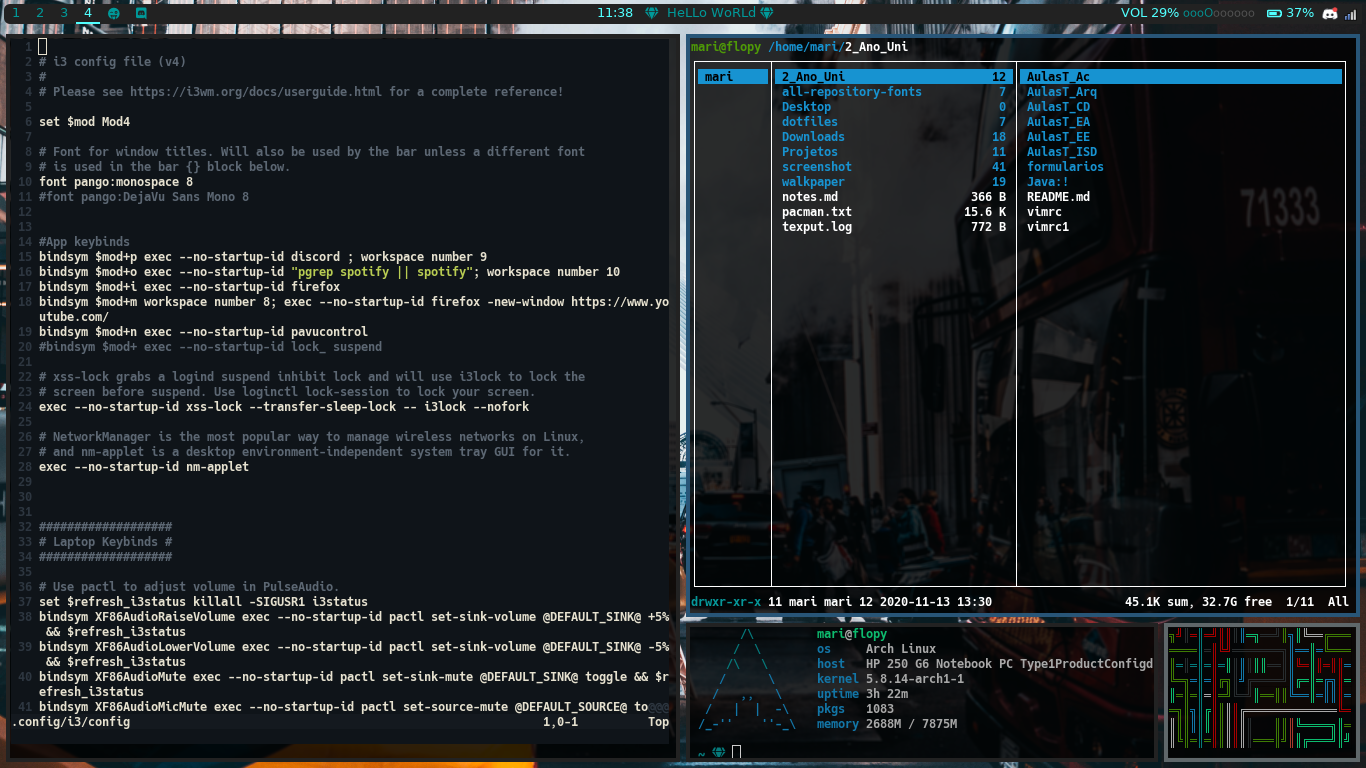 1 2 3 4
11:38 HeLLo WoRLd
VOL 29% oooOoooooo 37%
1
2 # i3 config file (v4)
3 #
4 # Please see https://i3wm.org/docs/userguide.html for a complete reference!
5
6 set $mod Mod4
7
8 # Font for window titles. Will also be used by the bar unless a different font
9 # is used in the bar {} block below.
10 font pango:monospace 8
11 #font pango:DejaVu Sans Mono 8
12
13
14 #App keybinds
15 bindsym $mod+p exec --no-startup-id discord ; workspace number 9
16 bindsym $mod+o exec --no-startup-id "pgrep spotify || spotify"; workspace number 10
17 bindsym $mod+i exec --no-startup-id firefox
18 bindsym $mod+m workspace number 8; exec --no-startup-id firefox -new-window https://www.yo
utube.com/
19 bindsym $mod+n exec --no-startup-id pavucontrol
20 #bindsym $mod+ exec --no-startup-id lock_ suspend
21
22 # xss-lock grabs a logind suspend inhibit lock and will use i3lock to lock the
23 # screen before suspend. Use loginctl lock-session to lock your screen.
24 exec --no-startup-id xss-lock --transfer-sleep-lock -- i3lock --nofork
25
26 # NetworkManager is the most popular way to manage wireless networks on Linux,
27 # and nm-applet is a desktop environment-independent system tray GUI for it.
28 exec --no-startup-id nm-applet
29
30
31
32 ###################
33 # Laptop Keybinds #
34 ###################
35
36 # Use pactl to adjust volume in PulseAudio.
37 set $refresh_i3status killall -SIGUSR1 i3status
38 bindsym XF86AudioRaiseVolume exec --no-startup-id pactl set-sink-volume @DEFAULT_SINK@ +5%
&& $refresh_i3status
39 bindsym XF86AudioLowerVolume exec --no-startup-id pactl set-sink-volume @DEFAULT_SINK@ -5%
&& $refresh_i3status
40 bindsym XF86AudioMute exec --no-startup-id pactl set-sink-mute @DEFAULT_SINK@ toggle && $r
efresh_i3status
41 bindsym XF86AudioMicMute exec --no-startup-id pactl set-source-mute @DEFAULT_SOURCE@ to@@@
.config/i3/config 1,0-1 Top
mari@flopy /home/mari/2_Ano_Uni
mari
2_Ano_Uni 12
all-repository-fonts 7
Desktop 0
dotfiles 7
Downloads 18
Projetos 11
screenshot 41
walkpaper 19
notes.md 366 B
pacman.txt 15.6 K
texput.log 772 B
AulasT_Ac
AulasT_Arq
AulasT_CD
AulasT_EA
AulasT_EE
AulasT_ISD
formularios
Java:!
README.md
vimrc
vimrc1
71333
drwxr-xr-x 11 mari mari 12 2020-11-13 13:30 45.1K sum, 32.7G free 1/11 All
mari@flopy
os Arch Linux
host HP 250 G6 Notebook PC Type1ProductConfigd
kernel 5.8.14-arch1-1
uptime 3h 22m
pkgs 1083
memory 2688M / 7875M
~